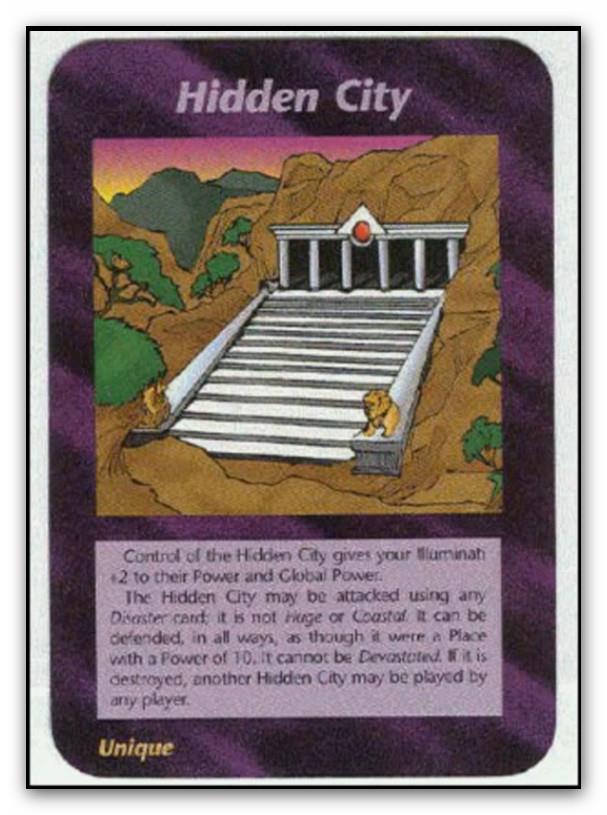 Hidden City
Control of the Hidden City gives your Illuminati
+2 to their Power and Global Power.
The Hidden City may be attacked using any
Disaster card; it is not Huge or Coastal. It can be
defended, in all ways, as though it were a Place
with a Power of 10. It cannot be Devastated. If it is
destroyed, another Hidden City may be played by
any player.
Unique